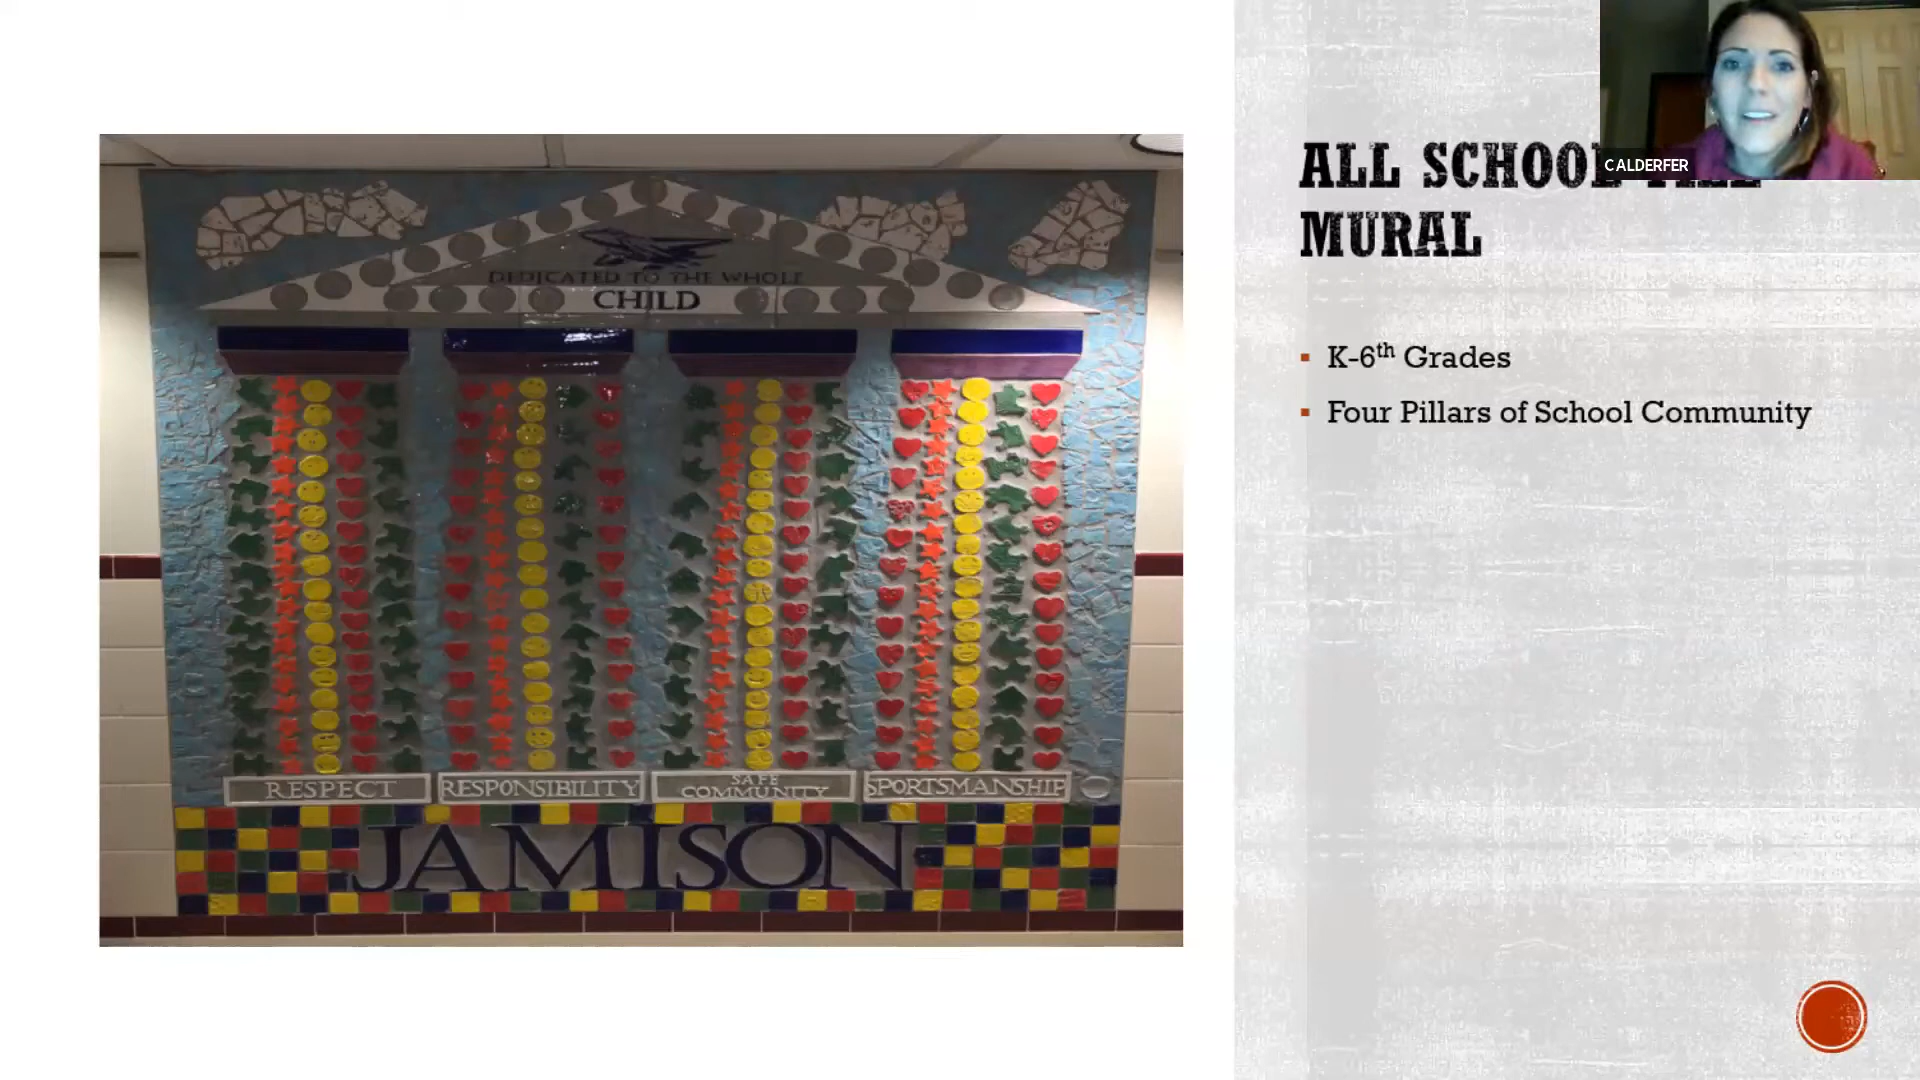 DEDICATED TO THE WHOLE
CHILD
RESPECT
RESPONSIBILITY
SAFE
COMMUNITY
SPORTSMANSHIP
JAMISON
ALL SCHOOL
MURAL
CALDERFER
K-6th Grades
Four Pillars of School Community